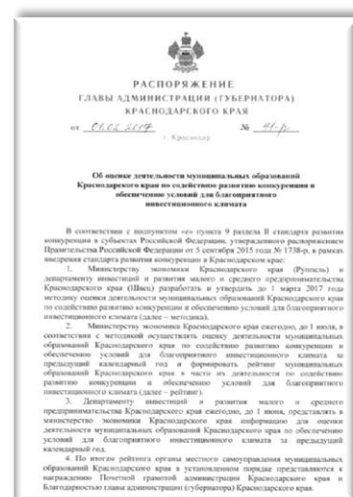 РАСПОРЯЖЕНИЕ
ГЛАВЫ АДМИНИСТРАЦИИ (ГУБЕРНАТОРА)
КРАСНОДАРСКОГО КРАЯ
от 01.02.2017 № 41-р
г. Краснодар
Об оценке деятельности муниципальных образований
Краснодарского края по содействию развитию конкуренции и
обеспечению условий для благоприятного
инвестиционного климата
В соответствии с подпунктом «е» пункта 9 раздела II стандарта развития
конкуренции в субъектах Российской Федерации, утвержденного распоряжением
Правительства Российской Федерации от 5 сентября 2015 года № 1738-р, в рамках
внедрения стандарта развития конкуренции в Краснодарском крае:
1. Министерству экономики Краснодарского края (Руппель) и
департаменту инвестиций и развития малого и среднего предпринимательства
Краснодарского края (Швец) разработать и утвердить до 1 марта 2017 года
методику оценки деятельности муниципальных образований Краснодарского края
по содействию развитию конкуренции и обеспечению условий для благоприятного
инвестиционного климата (далее – методика).
2. Министерству экономики Краснодарского края ежегодно, до 1 июля, в
соответствии с методикой осуществлять оценку деятельности муниципальных
образований Краснодарского края по содействию развитию конкуренции и
обеспечению условий для благоприятного инвестиционного климата за
предыдущий календарный год и формировать рейтинг муниципальных
образований Краснодарского края в части их деятельности по содействию
развитию конкуренции и обеспечению условий для благоприятного
инвестиционного климата (далее – рейтинг).
3. Департаменту инвестиций и развития малого и среднего
предпринимательства Краснодарского края ежегодно, до 1 июня, представлять в
министерство экономики Краснодарского края информацию для оценки
деятельности муниципальных образований Краснодарского края по обеспечению
условий для благоприятного инвестиционного климата за предыдущий
календарный год.
4. По итогам рейтинга органы местного самоуправления муниципальных
образований Краснодарского края в установленном порядке представляются к
награждению Почетной грамотой администрации Краснодарского края и
Благодарностью главы администрации (губернатора) Краснодарского края.